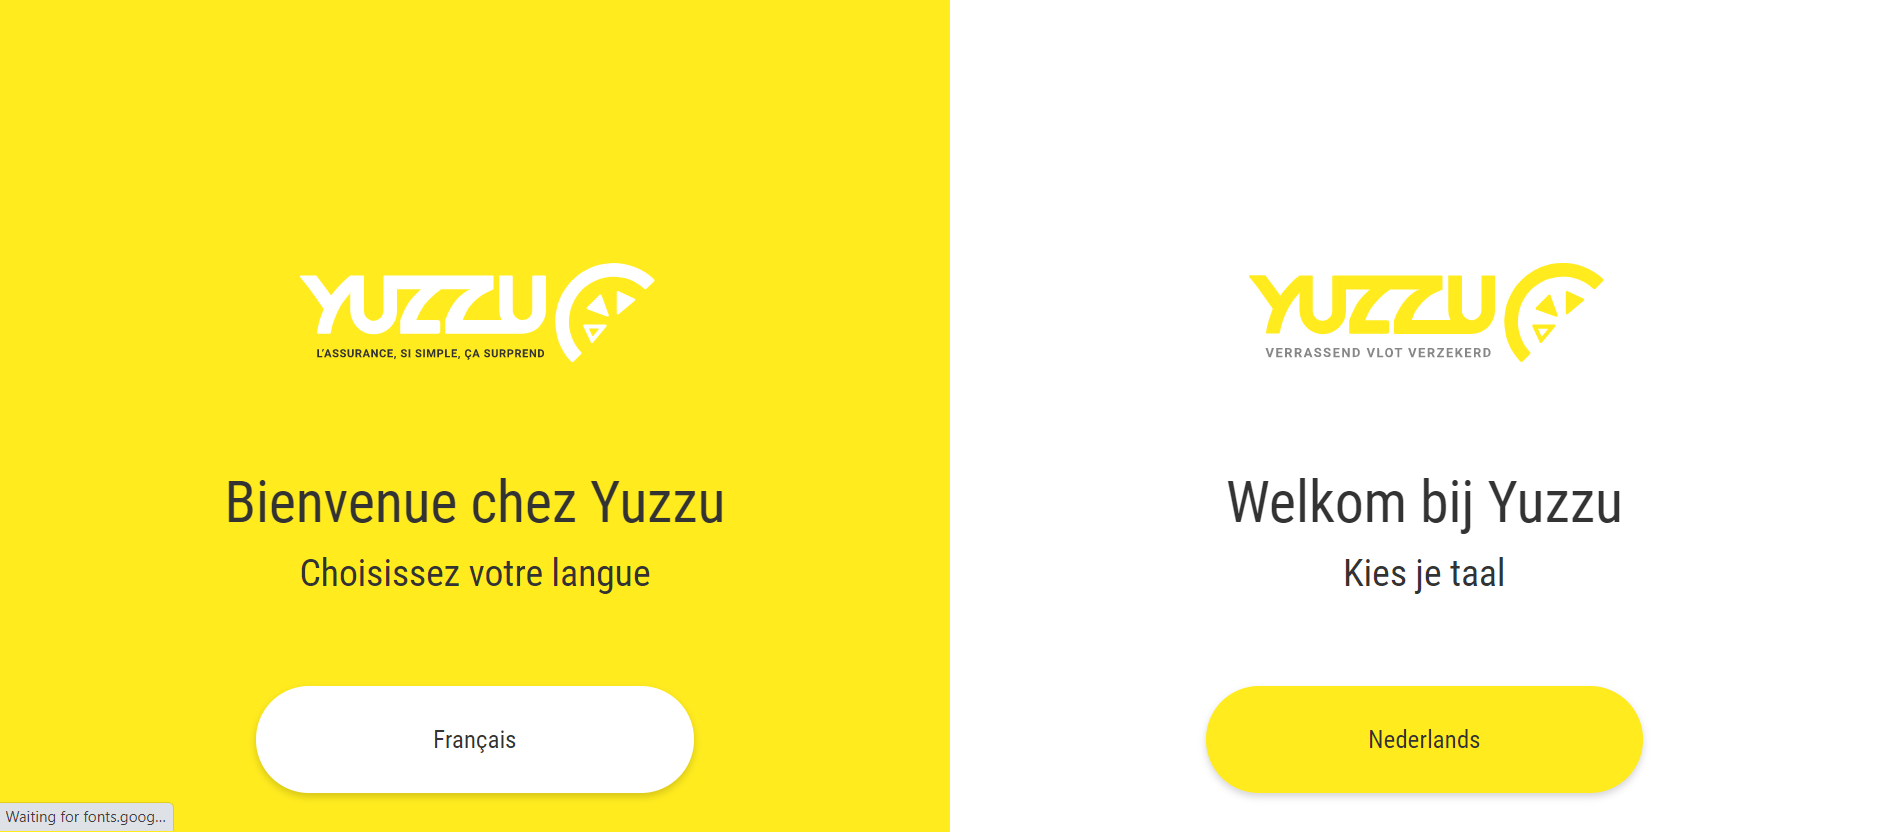 YUZZU
L'ASSURANCE, SI SIMPLE, ÇA SURPREND
Bienvenue chez Yuzzu
Choisissez votre langue
Français
YUZZU
VERRASSEND VLOT VERZEKERD
Welkom bij Yuzzu
Kies je taal
Nederlands
Waiting for fonts.goog...